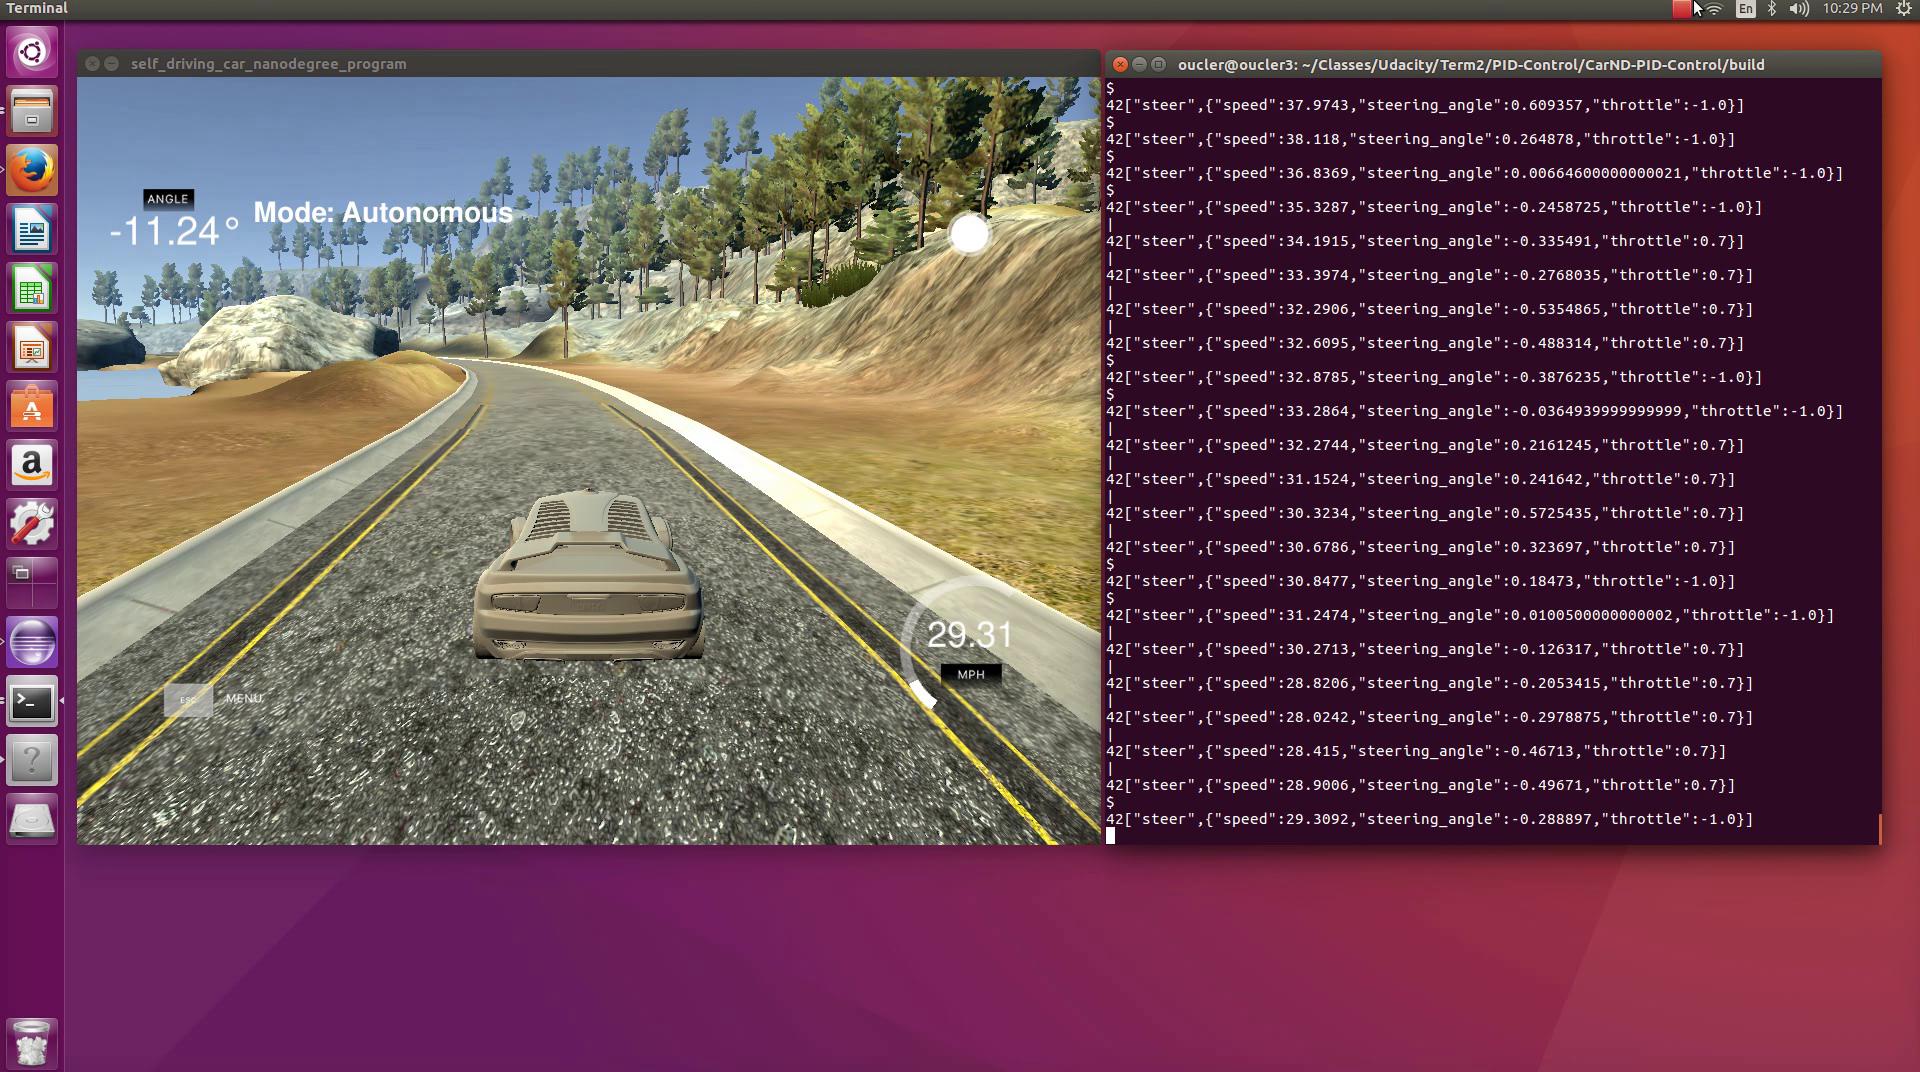 Terminal
En
10:29 PM
self_driving_car_nanodegree_program
ANGLE
-11.24°
Mode: Autonomous
29.31
MPH
ESC
MENU
oucler@oucler3: ~/Classes/Udacity/Term2/PID-Control/CarND-PID-Control/build
$
42["steer",{"speed":37.9743,"steering_angle":0.609357,"throttle":-1.0}]
$
42["steer",{"speed":38.118,"steering_angle":0.264878,"throttle":-1.0}]
$
42["steer",{"speed":36.8369,"steering_angle":0.00664600000000021,"throttle":-1.0}]
$
42["steer",{"speed":35.3287,"steering_angle":-0.2458725,"throttle":-1.0}]
|
42["steer",{"speed":34.1915,"steering_angle":-0.335491,"throttle":0.7}]
|
42["steer",{"speed":33.3974,"steering_angle":-0.2768035,"throttle":0.7}]
|
42["steer",{"speed":32.2906,"steering_angle":-0.5354865,"throttle":0.7}]
|
42["steer",{"speed":32.6095,"steering_angle":-0.488314,"throttle":0.7}]
$
42["steer",{"speed":32.8785,"steering_angle":-0.3876235,"throttle":-1.0}]
$
42["steer",{"speed":33.2864,"steering_angle":-0.0364939999999999,"throttle":-1.0}]
|
42["steer",{"speed":32.2744,"steering_angle":0.2161245,"throttle":0.7}]
|
42["steer",{"speed":31.1524,"steering_angle":0.241642,"throttle":0.7}]
|
42["steer",{"speed":30.3234,"steering_angle":0.5725435,"throttle":0.7}]
|
42["steer",{"speed":30.6786,"steering_angle":0.323697,"throttle":0.7}]
$
42["steer",{"speed":30.8477,"steering_angle":0.18473,"throttle":-1.0}]
$
42["steer",{"speed":31.2474,"steering_angle":0.0100500000000002,"throttle":-1.0}]
|
42["steer",{"speed":30.2713,"steering_angle":-0.126317,"throttle":0.7}]
|
42["steer",{"speed":28.8206,"steering_angle":-0.2053415,"throttle":0.7}]
|
42["steer",{"speed":28.0242,"steering_angle":-0.2978875,"throttle":0.7}]
|
42["steer",{"speed":28.415,"steering_angle":-0.46713,"throttle":0.7}]
|
42["steer",{"speed":28.9006,"steering_angle":-0.49671,"throttle":0.7}]
$
42["steer",{"speed":29.3092,"steering_angle":-0.288897,"throttle":-1.0}]